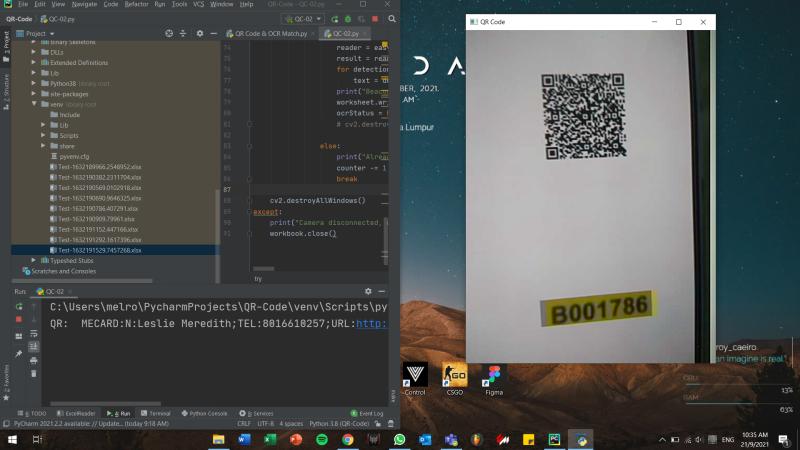 File Edit View Navigate Code Refactor Run Tools VCS Window Help QR-Code - QC-02.py
QR-Code QC-02.py
QC-02
Project
QR Code & OCR Match.py
QC-02.py
Binary Skeletons
DLLs
Extended Definitions
Lib
Python38 library root
site-packages
venv library root
Include
Lib
Scripts
share
pyvenv.cfg
Test-1632189966.2548952.xlsx
Test-1632190382.2311704.xlsx
Test-1632190569.0102918.xlsx
Test-1632190690.9646325.xlsx
Test-1632190786.407291.xlsx
Test-1632190909.79961.xlsx
Test-1632191152.447166.xlsx
Test-1632191292.1617396.xlsx
Test-1632191529.7457268.xlsx
Typeshed Stubs
Scratches and Consoles
Project
Z: Structure
Favorites
74 reader = eas
75 result = rea
76 for detection
77 text = d
78 print("Beac
79 worksheet.wr
80 ocrStatus =
81 # cv2.destroy
83 else:
84 print("Alrea
85 counter -= 1
86 break
87
88 cv2.destroyAllWindows()
89 except:
90 print("Camera disconnected,
91 workbook.close()
try
Run: QC-02
C:\Users\melro\PycharmProjects\QR-Code\venv\Scripts\py
QR: MECARD:N:Leslie Meredith;TEL:8016610257;URL:http:
TODO ExcelReader 4: Run Terminal Python Console 8: Services Event Log
PyCharm 2021.2.2 available: // Update... (today 9:18 AM) CRLF UTF-8 4 spaces Python 3.8 (QR-Code)
QR Code
B001786
D A
BER, 2021.
AM
a Lumpur
Control
CSGO
Figma
roy_caeiro
an imagine is real."
CPU
13%
RAM
63%
ENG
10:35 AM
21/9/2021